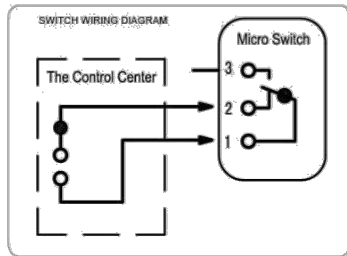 SWITCH WIRING DIAGRAM
Micro Switch
The Control Center
3
2
1